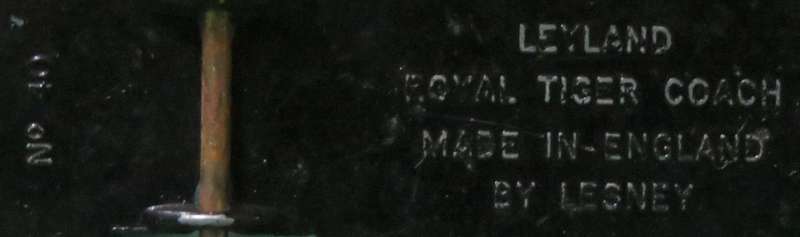 Nº 40
LEYLAND
ROYAL TIGER COACH
MADE IN ENGLAND
BY LESNEY